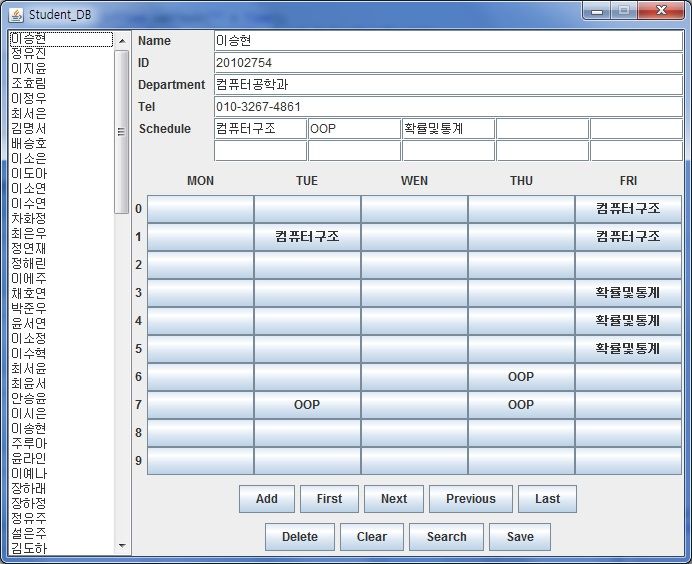 Student_DB
이승현
정유진
이지윤
조효림
이정우
최서은
김명서
배승호
이소은
이도아
이소연
이수연
차화정
최은우
정연재
정해린
이에주
채호연
박준우
윤서연
이소정
이수혁
최서윤
최윤서
안승윤
이시은
이승현
주루아
윤라인
이예나
장하래
장하정
정유주
설은주
김도하
Name 이승현
ID 20102754
Department 컴퓨터공학과
Tel 010-3267-4861
Schedule 컴퓨터구조 OOP 확률및통계
MON TUE WEN THU FRI
0 컴퓨터구조
1 컴퓨터구조 컴퓨터구조
2
3 확률및통계
4 확률및통계
5 확률및통계
6 OOP
7 OOP OOP
8
9
Add First Next Previous Last
Delete Clear Search Save